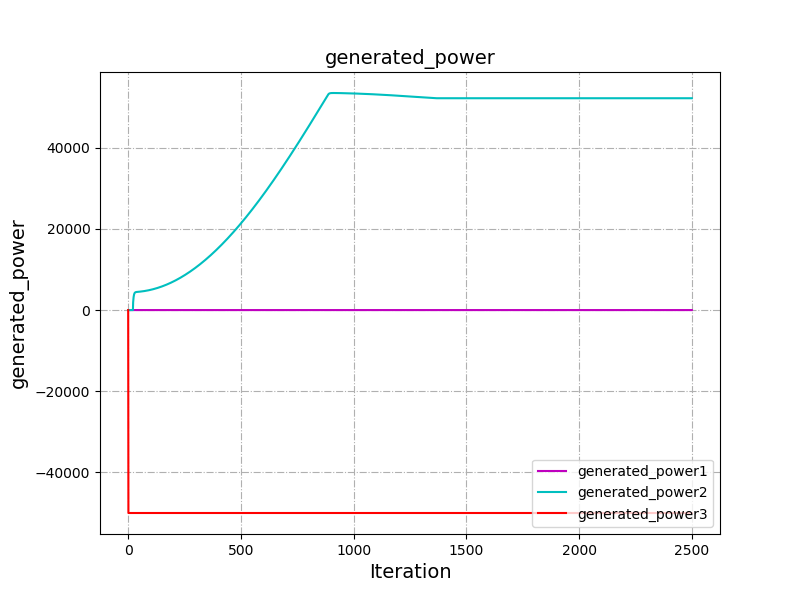 generated_power
generated_power
40000
20000
0
−20000
−40000
0
500
1000
1500
2000
2500
Iteration
generated_power1
generated_power2
generated_power3